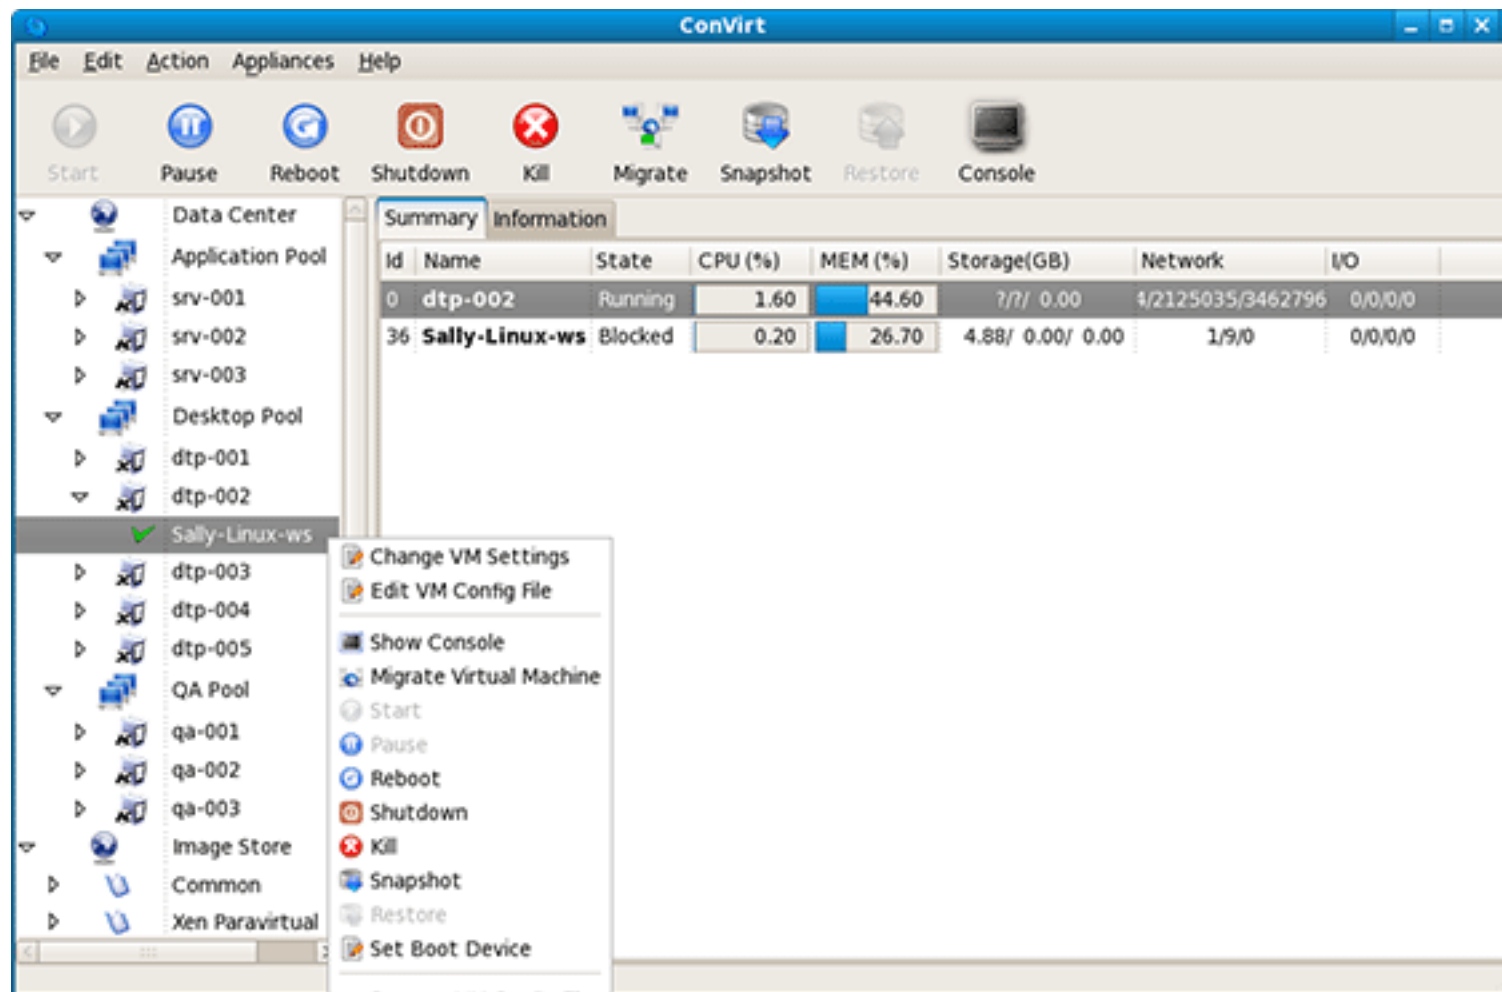 ConVirt
File Edit Action Appliances Help
Start Pause Reboot Shutdown Kill Migrate Snapshot Restore Console
Data Center
Application Pool
srv-001
srv-002
srv-003
Desktop Pool
dtp-001
dtp-002
Sally-Linux-ws
dtp-003
dtp-004
dtp-005
QA Pool
qa-001
qa-002
qa-003
Image Store
Common
Xen Paravirtual
Summary Information
Id Name State CPU (%) MEM (%) Storage(GB) Network I/O
0 dtp-002 Running 1.60 44.60 ?/?/ 0.00 4/2125035/3462796 0/0/0/0
36 Sally-Linux-ws Blocked 0.20 26.70 4.88/ 0.00/ 0.00 1/9/0 0/0/0/0
Change VM Settings
Edit VM Config File
Show Console
Migrate Virtual Machine
Start
Pause
Reboot
Shutdown
Kill
Snapshot
Restore
Set Boot Device